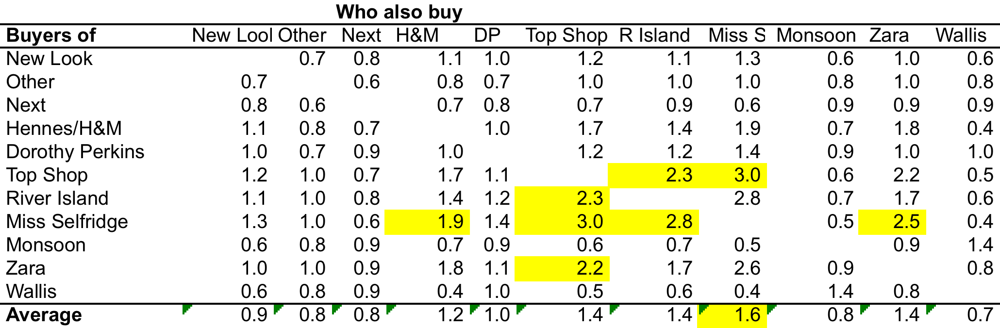 Who also buy
Buyers of New Lool Other Next H&M DP Top Shop R Island Miss S Monsoon Zara Wallis
New Look 0.7 0.8 1.1 1.0 1.2 1.1 1.3 0.6 1.0 0.6
Other 0.7 0.6 0.8 0.7 1.0 1.0 1.0 0.8 1.0 0.8
Next 0.8 0.6 0.7 0.8 0.7 0.9 0.6 0.9 0.9 0.9
Hennes/H&M 1.1 0.8 0.7 1.0 1.7 1.4 1.9 0.7 1.8 0.4
Dorothy Perkins 1.0 0.7 0.9 1.0 1.2 1.2 1.4 0.9 1.0 1.0
Top Shop 1.2 1.0 0.7 1.7 1.1 2.3 3.0 0.6 2.2 0.5
River Island 1.1 1.0 0.8 1.4 1.2 2.3 2.8 0.7 1.7 0.6
Miss Selfridge 1.3 1.0 0.6 1.9 1.4 3.0 2.8 0.5 2.5 0.4
Monsoon 0.6 0.8 0.9 0.7 0.9 0.6 0.7 0.5 0.9 1.4
Zara 1.0 1.0 0.9 1.8 1.1 2.2 1.7 2.6 0.9 0.8
Wallis 0.6 0.8 0.9 0.4 1.0 0.5 0.6 0.4 1.4 0.8
Average 0.9 0.8 0.8 1.2 1.0 1.4 1.4 1.6 0.8 1.4 0.7